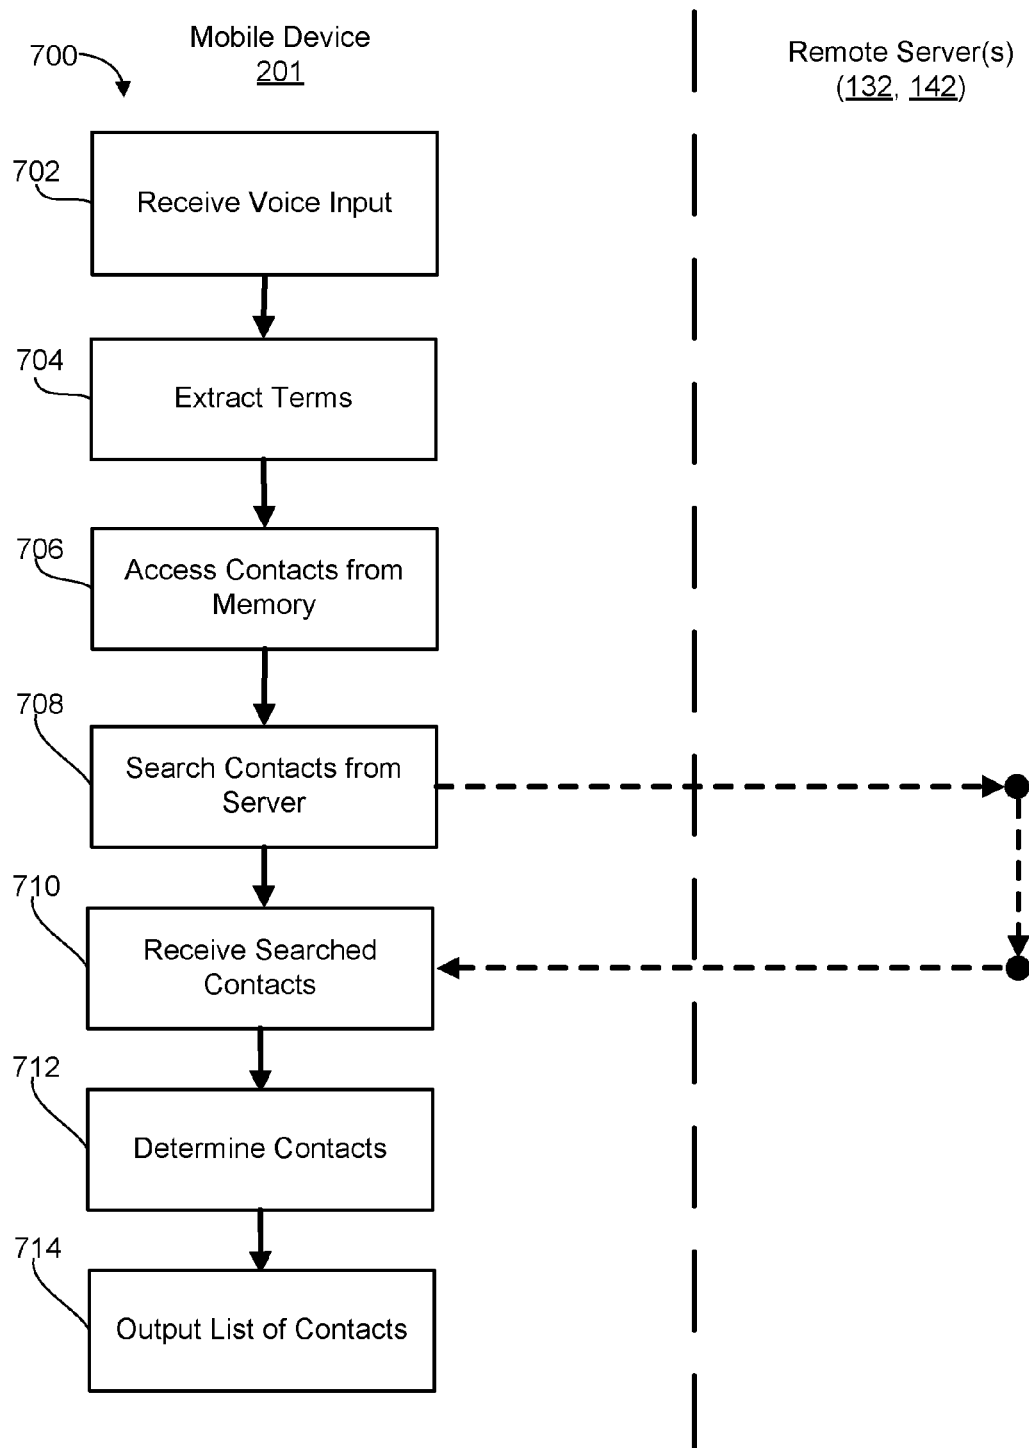 Mobile Device
201
Remote Server(s)
(132, 142)
700
702
Receive Voice Input
704
Extract Terms
706
Access Contacts from
Memory
708
Search Contacts from
Server
710
Receive Searched
Contacts
712
Determine Contacts
714
Output List of Contacts